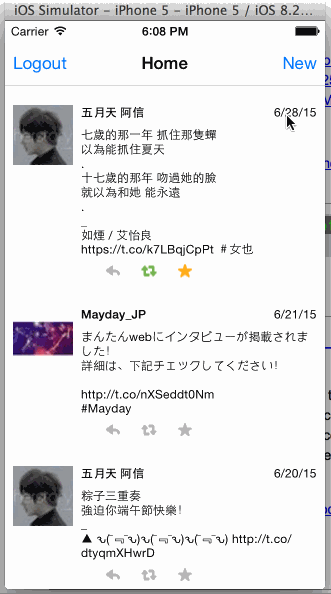 iOS Simulator - iPhone 5 - iPhone 5 / iOS 8.2...
Carrier 6:08 PM
Logout Home New
五月天 阿信 6/28/15
七歲的那一年 抓住那隻蟬
以為能抓住夏天
.
十七歲的那年 吻過她的臉
就以為和她 能永遠
.
_
如煙 / 艾怡良
https://t.co/k7LBqjCpPt ＃女也
Mayday_JP 6/21/15
まんたんwebにインタビューが掲載されま
した！
詳細は、下記チェックしてください！
http://t.co/nXSeddt0Nm
#Mayday
五月天 阿信 6/20/15
粽子三重奏
強迫你端午節快樂！
_
http://t.co/
dtyqmXHwrD